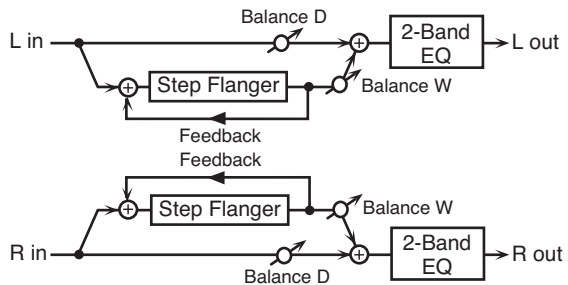 Balance D
L in
2-Band
EQ
L out
+
+
Step Flanger
Balance W
Feedback
Feedback
+
Step Flanger
Balance W
R in
+
2-Band
EQ
R out
Balance D